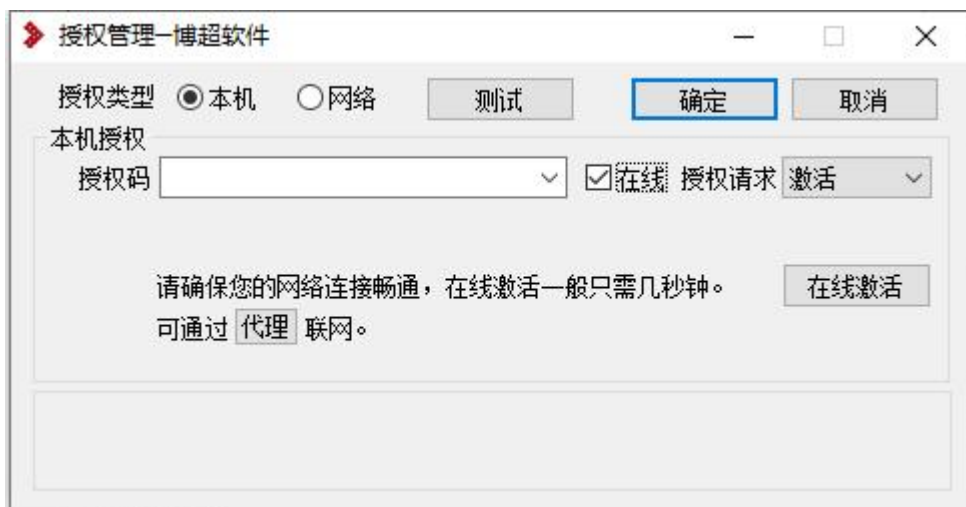 授权管理—博超软件
授权类型 本机 网络 测试 确定 取消
本机授权
授权码 在线 授权请求 激活
请确保您的网络连接畅通，在线激活一般只需几秒钟。 在线激活
可通过 代理 联网。